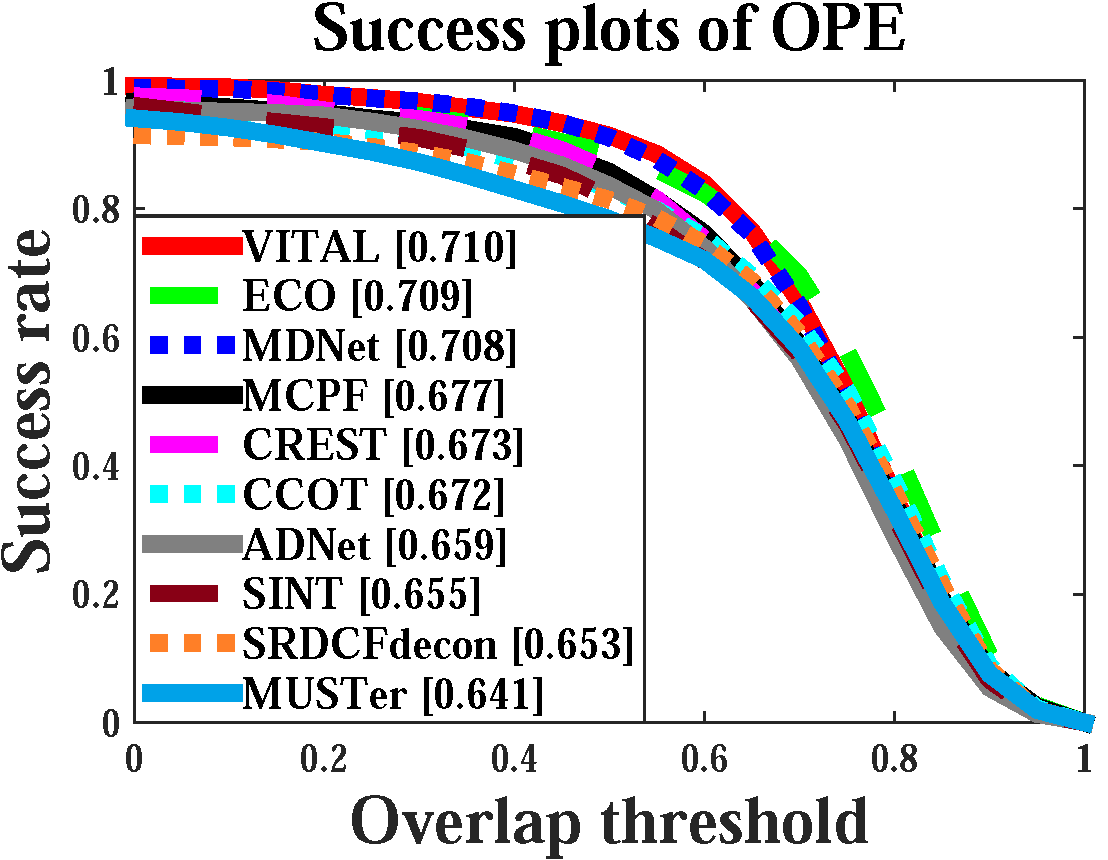 Success plots of OPE
Success rate
1
0.8
0.6
0.4
0.2
0
VITAL [0.710]
ECO [0.709]
MDNet [0.708]
MCPF [0.677]
CREST [0.673]
CCOT [0.672]
ADNet [0.659]
SINT [0.655]
SRDCFdecon [0.653]
MUSTer [0.641]
0 0.2 0.4 0.6 0.8 1
Overlap threshold